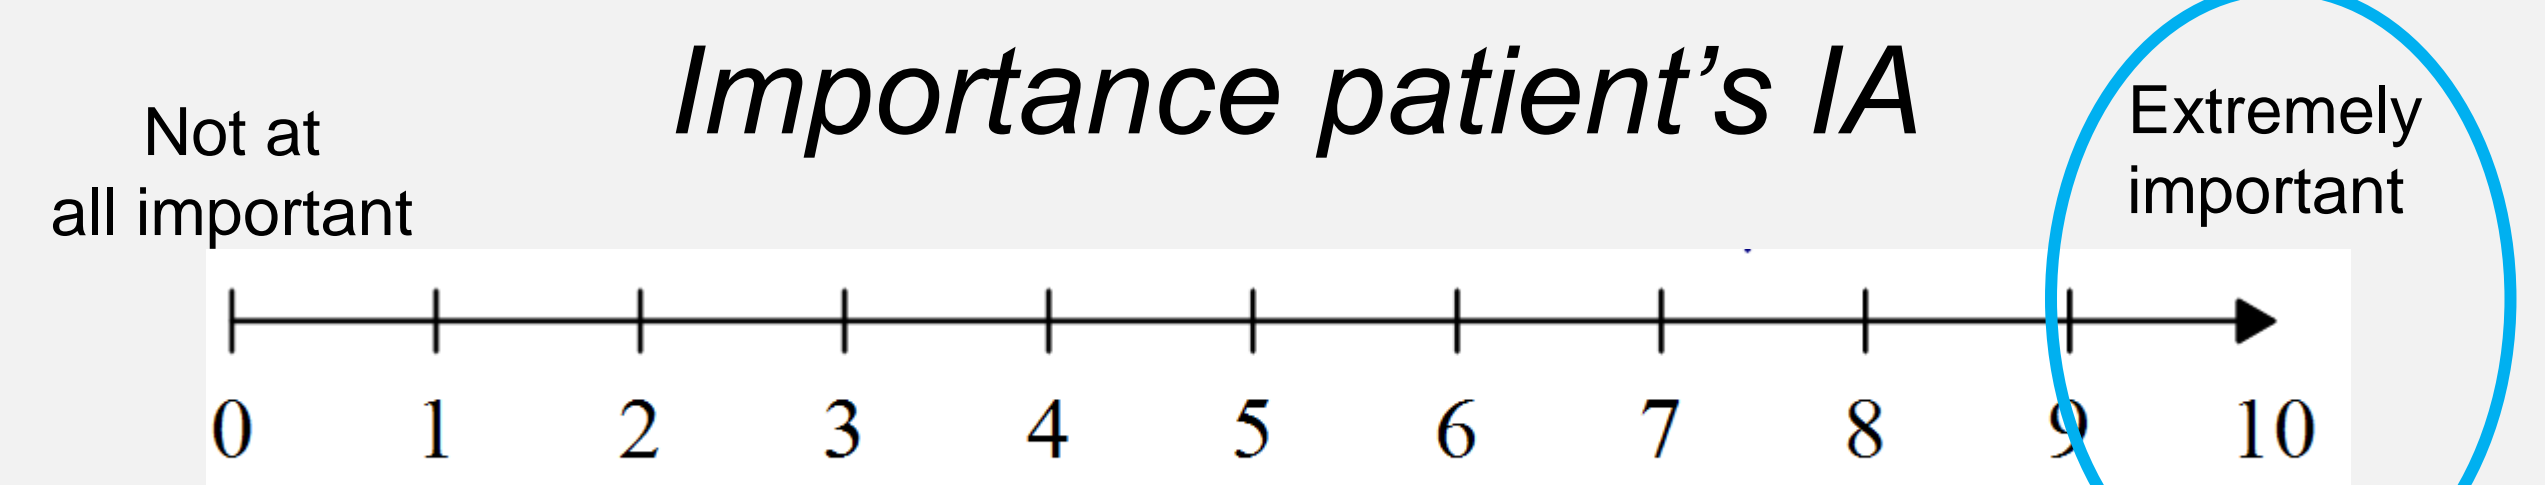 Importance patient’s IA
Not at
all important
Extremely
important
0 1 2 3 4 5 6 7 8 9 10